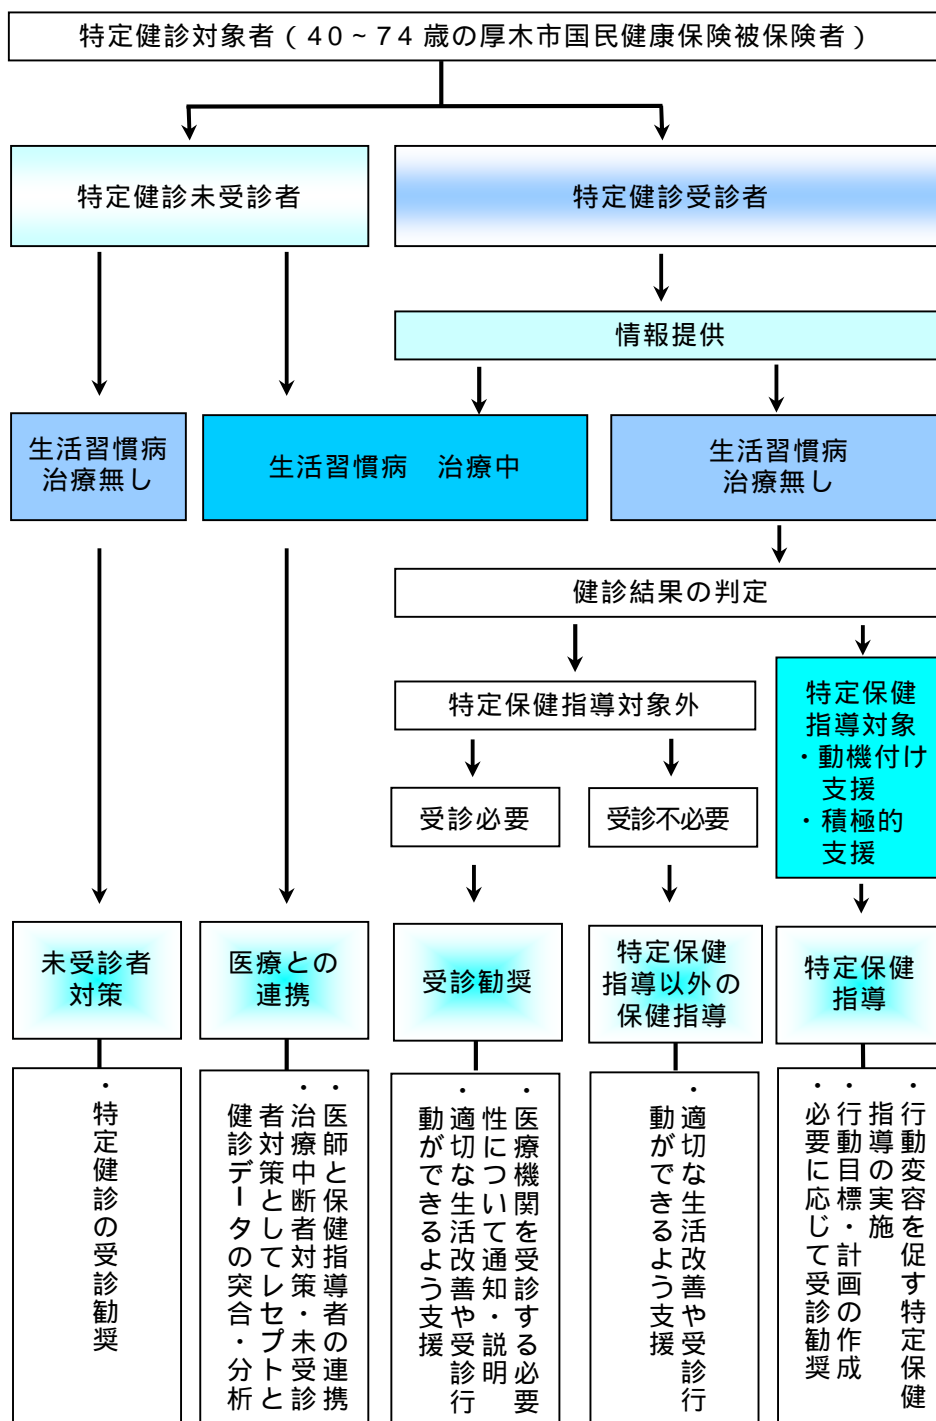 特定健診対象者（４０～７４歳の厚木市国民健康保険被保険者）
特定健診未受診者
特定健診受診者
情報提供
生活習慣病
治療無し
生活習慣病　治療中
生活習慣病
治療無し
健診結果の判定
特定保健指導対象外
特定保健
指導対象
・動機付け
支援
・積極的
支援
受診必要
受診不必要
未受診者
対策
医療との
連携
受診勧奨
特定保健
指導以外の
保健指導
特定保健
指導
・特定健診の受診勧奨
・医師と保健指導者の連携
・治療中断者対策・未受診
者対策としてレセプトと
健診データの突合・分析
・医療機関を受診する必要
性について通知・説明
・適切な生活改善や受診行
動ができるよう支援
・適切な生活改善や受診行
動ができるよう支援
・行動変容を促す特定保健
指導の実施
・行動目標・計画の作成
・必要に応じて受診勧奨